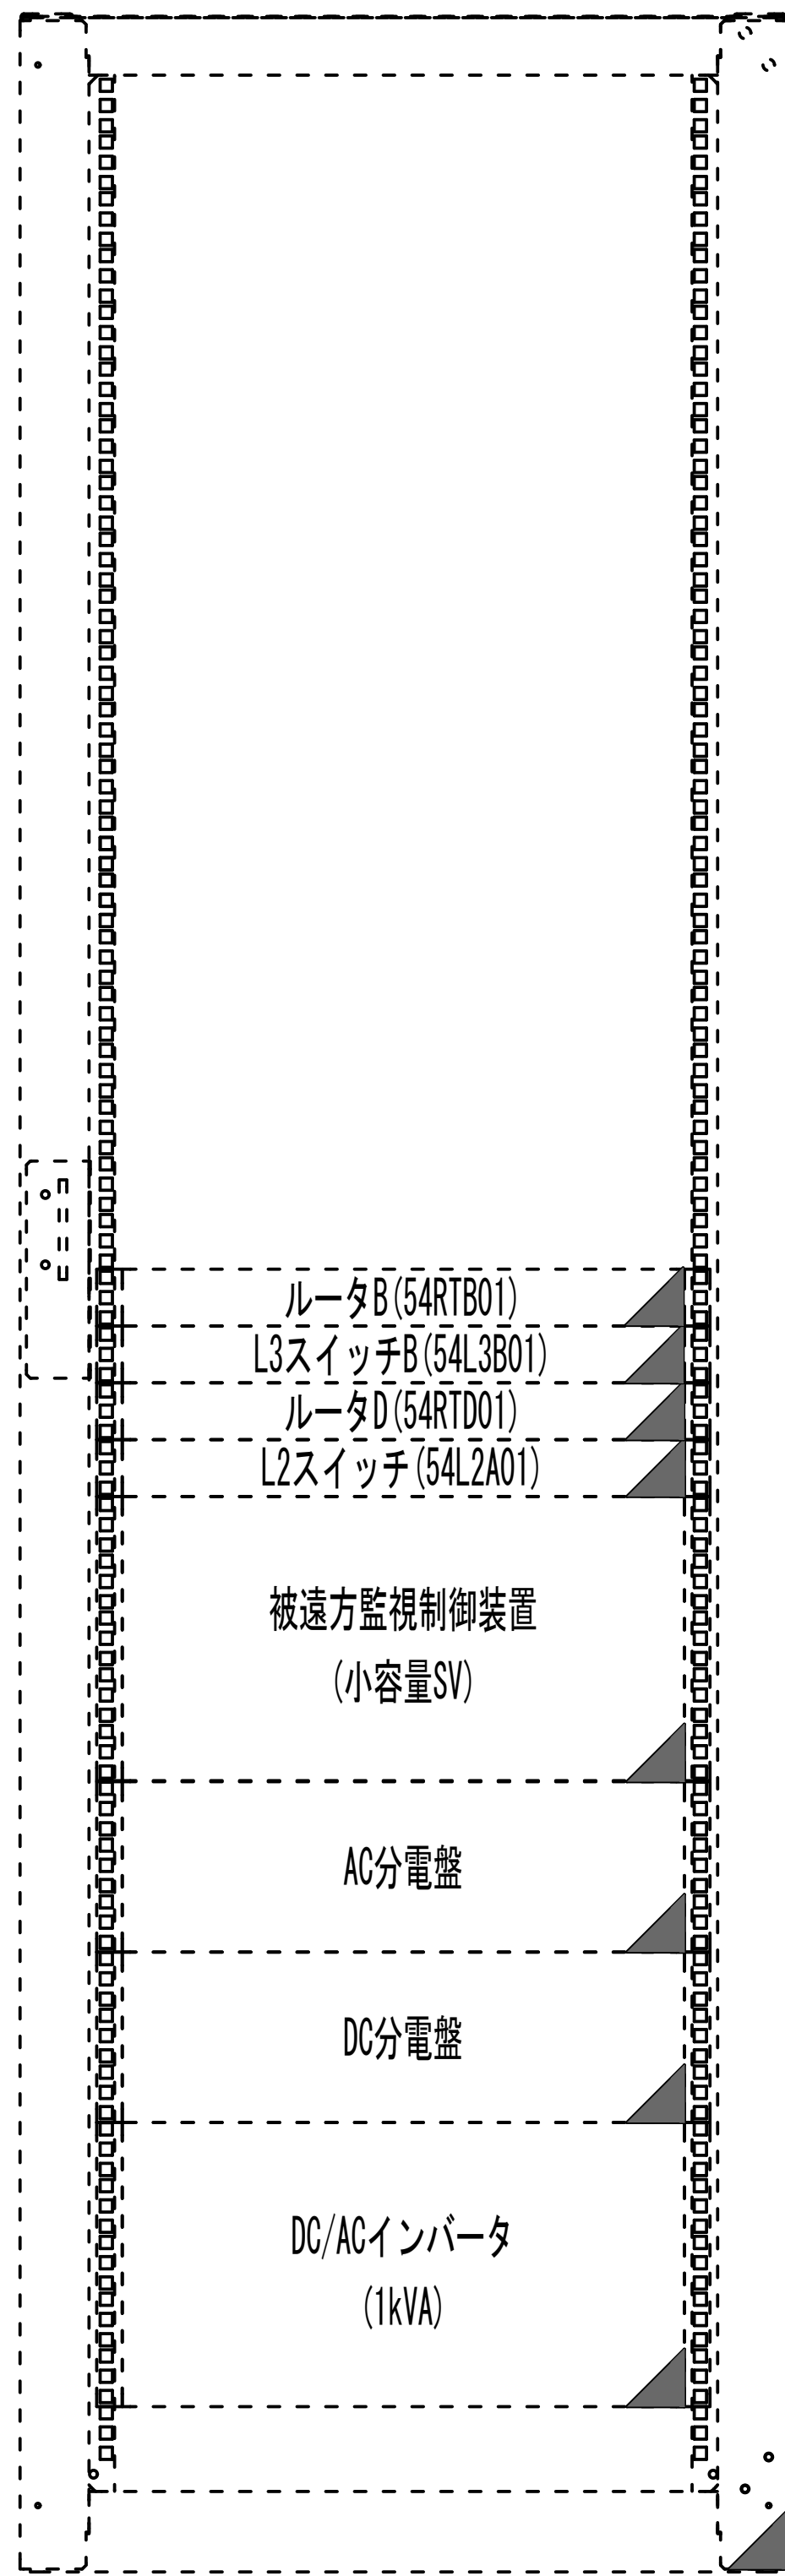 ルータB(54RTB01)
L3スイッチB(54L3B01)
ルータD(54RTD01)
L2スイッチ(54L2A01)
被遠方監視制御装置
(小容量SV)
AC分電盤
DC分電盤
DC/ACインバータ
(1kVA)